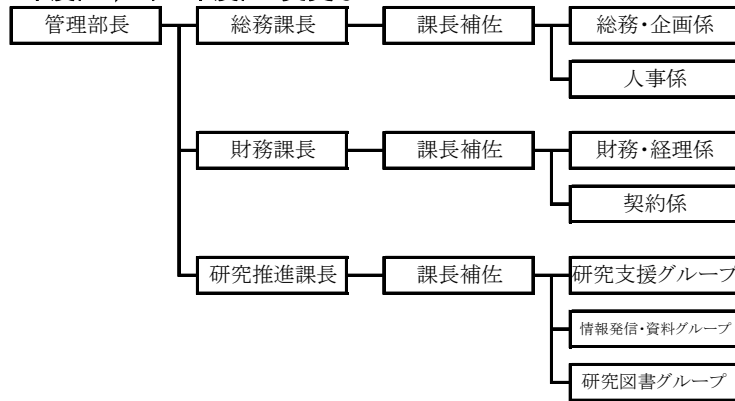 管理部長 総務課長 課長補佐 総務・企画係
人事係
財務課長 課長補佐 財務・経理係
契約係
研究推進課長 課長補佐 研究支援グループ
情報発信・資料グループ
研究図書グループ